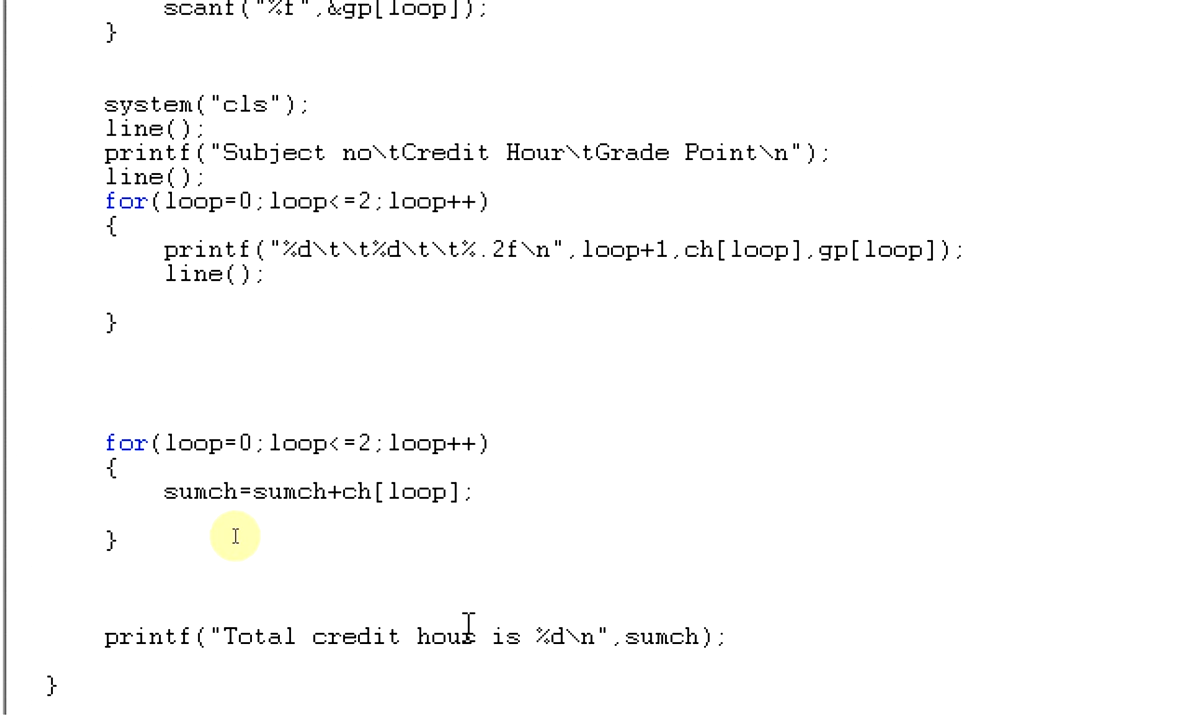 scanf("%f",&gp[loop]);
}
system("cls");
line();
printf("Subject no\tCredit Hour\tGrade Point\n");
line();
for(loop=0;loop<=2;loop++)
{
printf("%d\t\t%d\t\t%.2f\n",loop+1,ch[loop],gp[loop]);
line();
}
for(loop=0;loop<=2;loop++)
{
sumch=sumch+ch[loop];
}
printf("Total credit hour is %d\n",sumch);
}